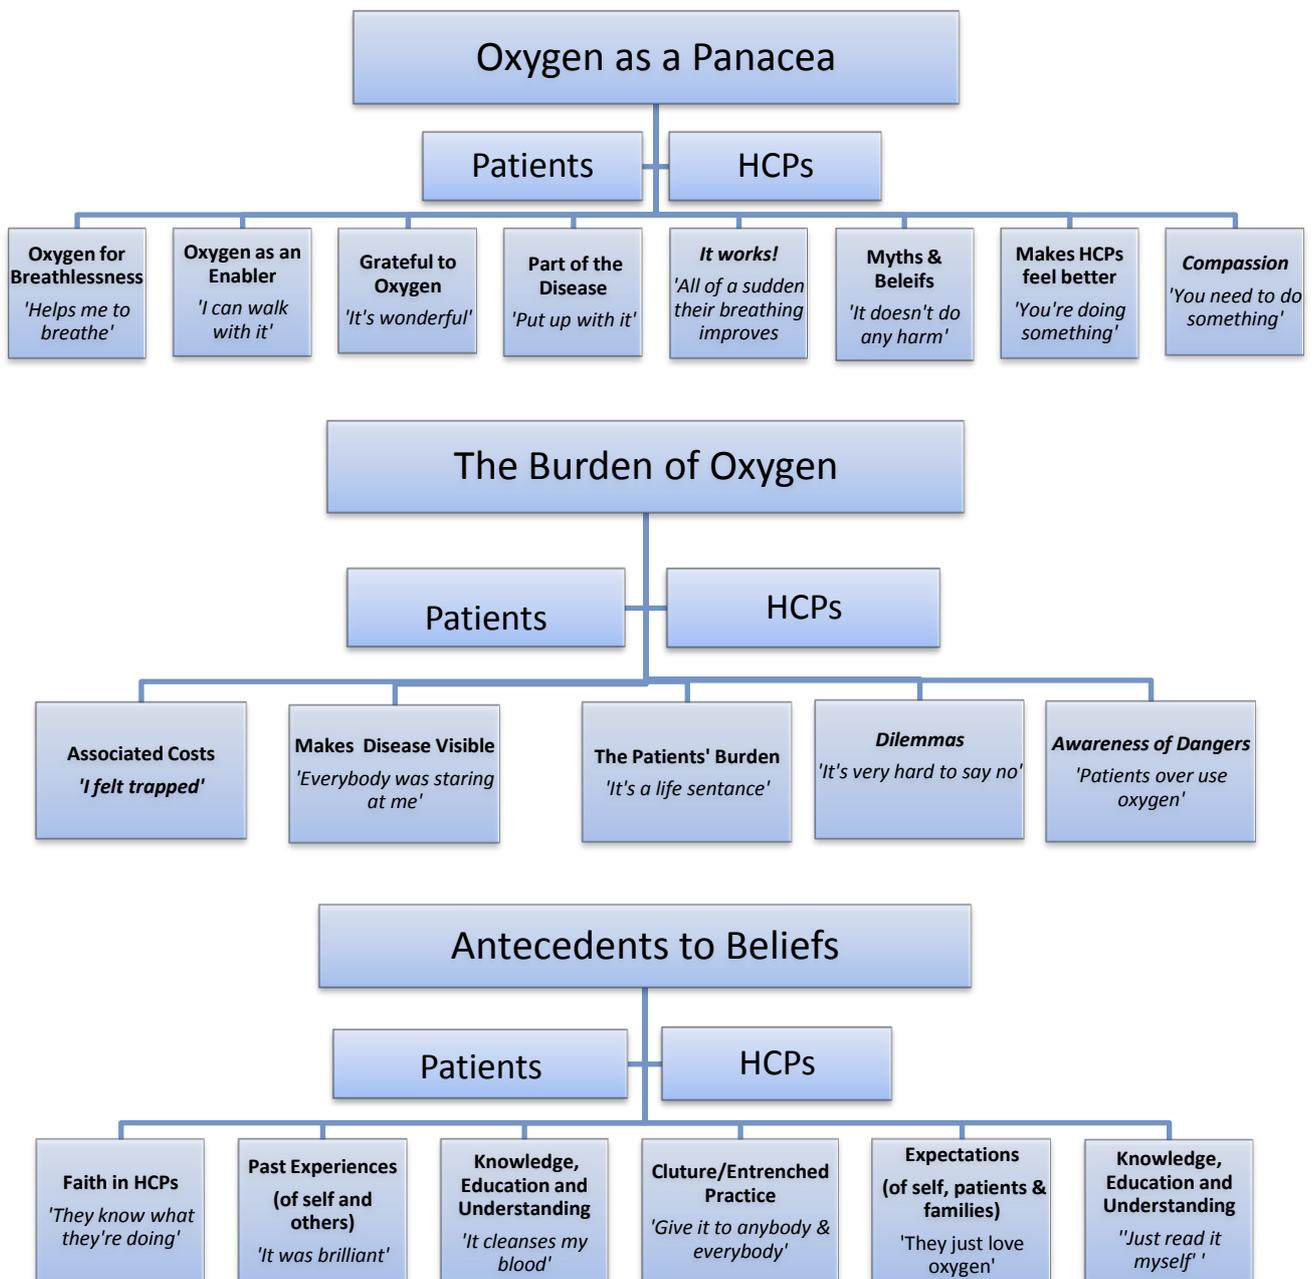 Oxygen as a Panacea
Patients
HCPs
Oxygen for
Breathlessness
'Helps me to
breathe'
Oxygen as an
Enabler
'I can walk
with it'
Grateful to
Oxygen
'It's wonderful'
Part of the
Disease
'Put up with it'
It works!
'All of a sudden
their breathing
improves
Myths &
Beleifs
'It doesn't do
any harm'
Makes HCPs
feel better
'You're doing
something'
Compassion
'You need to do
something'
The Burden of Oxygen
Patients
HCPs
Associated Costs
'I felt trapped'
Makes Disease Visible
'Everybody was staring
at me'
The Patients' Burden
'It's a life sentance'
Dilemmas
'It's very hard to say no'
Awareness of Dangers
'Patients over use
oxygen'
Antecedents to Beliefs
Patients
HCPs
Faith in HCPs
'They know what
they're doing'
Past Experiences
(of self and
others)
'It was brilliant'
Knowledge,
Education and
Understanding
'It cleanses my
blood'
Cluture/Entrenched
Practice
'Give it to anybody &
everybody'
Expectations
(of self, patients &
families)
'They just love
oxygen'
Knowledge,
Education and
Understanding
''Just read it
myself' '